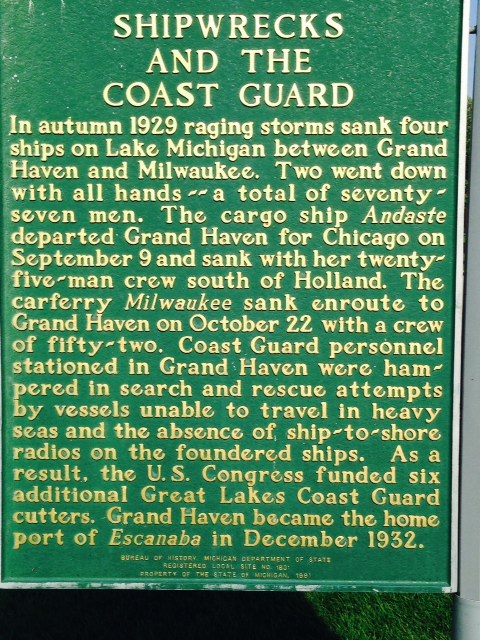 SHIPWRECKS
AND THE
COAST GUARD
In autumn 1929 raging storms sank four
ships on Lake Michigan between Grand
Haven and Milwaukee. Two went down
with all hands--a total of seventy-
seven men. The cargo ship Andaste
departed Grand Haven for Chicago on
September 9 and sank with her twenty-
five-man crew south of Holland. The
carferry Milwaukee sank enroute to
Grand Haven on October 22 with a crew
of fifty-two. Coast Guard personnel
stationed in Grand Haven were ham-
pered in search and rescue attempts
by vessels unable to travel in heavy
seas and the absence of ship-to-shore
radios on the foundered ships. As a
result, the U.S. Congress funded six
additional Great Lakes Coast Guard
cutters. Grand Haven became the home
port of Escanaba in December 1932.
BUREAU OF HISTORY, MICHIGAN DEPARTMENT OF STATE
REGISTERED LOCAL SITE NO.
PROPERTY OF THE STATE OF MICHIGAN, 1991